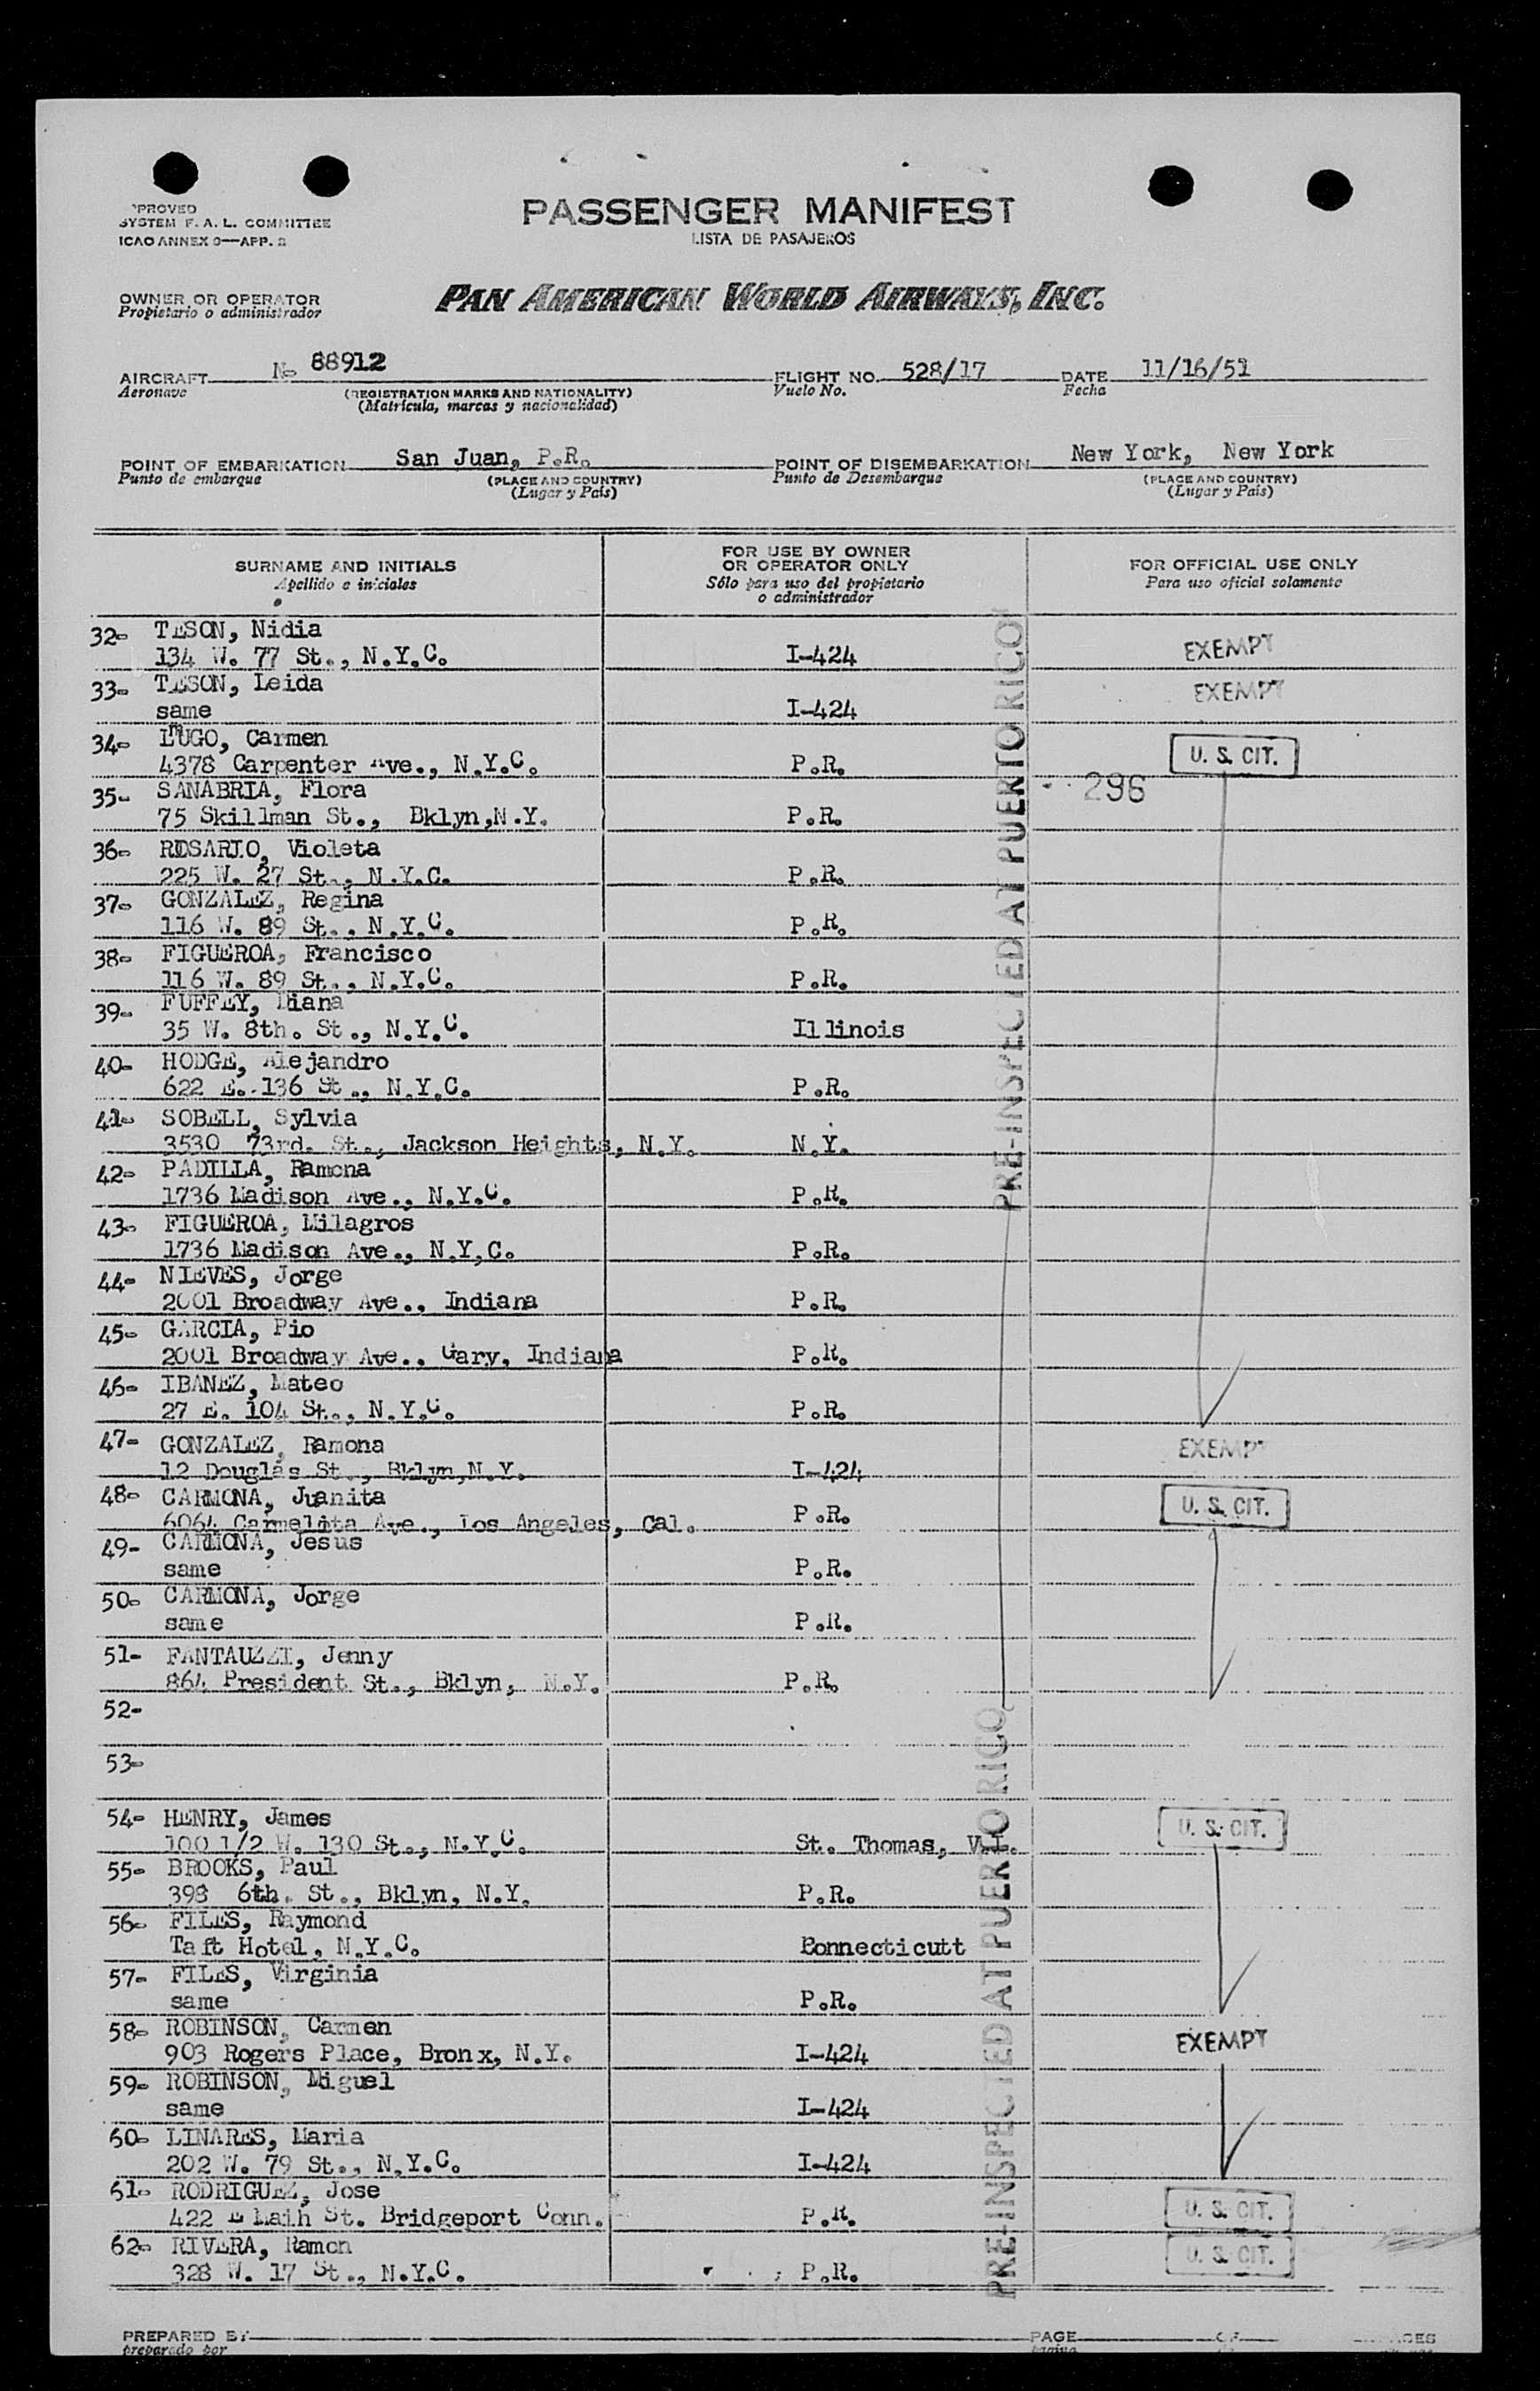 PASSENGER MANIFEST
LISTA DE PASAJEROS
SYSTEM F. A. L. COMMITTEE
ICAO ANNEX 9—APP. 2
OWNER OR OPERATOR
Propietario o administrador
PAN AMERICAN WORLD AIRWAYS, INC.
AIRCRAFT No 88912 FLIGHT NO. 528/17 DATE 11/16/51
Aeronave (REGISTRATION MARKS AND NATIONALITY) Vuelo No. Fecha
(Matrícula, marcas y nacionalidad)
POINT OF EMBARKATION San Juan, P.R. POINT OF DISEMBARKATION New York, New York
Punto de embarque (PLACE AND COUNTRY) Punto de Desembarque (PLACE AND COUNTRY)
(Lugar y País) (Lugar y País)
SURNAME AND INITIALS FOR USE BY OWNER OR OPERATOR ONLY FOR OFFICIAL USE ONLY
Apellido e iniciales Sólo para uso del propietario o administrador Para uso oficial solamente
32- TESON, Nidia
134 W. 77 St., N.Y.C. I-424 EXEMPT
33- TESON, Leida EXEMPT
same I-424
34- LUGO, Carmen
4378 Carpenter Ave., N.Y.C. P.R. U. S. CIT.
35- SANABRIA, Flora 296
75 Skillman St., Bklyn,N.Y. P.R.
36- ROSARIO, Violeta
225 W. 27 St., N.Y.C. P.R.
37- GONZALEZ, Regina
116 W. 89 St., N.Y.C. P.R.
38- FIGUEROA, Francisco
116 W. 89 St., N.Y.C. P.R.
39- FUFFEY, Diana
35 W. 8th. St., N.Y.C. Illinois
40- HODGE, Alejandro
622 E. 136 St., N.Y.C. P.R.
41- SOBELL, Sylvia
3530 73rd. St., Jackson Heights, N.Y. N.Y.
42- PADILLA, Ramona
1736 Madison Ave., N.Y.C. P.R.
43- FIGUEROA, Milagros
1736 Madison Ave., N.Y,C. P.R.
44- NIEVES, Jorge
2001 Broadway Ave., Indiana P.R.
45- GARCIA, Pio
2001 Broadway Ave., Gary, Indiana P.R.
46- IBANEZ, Mateo
27 E. 104 St., N.Y.C. P.R.
47- GONZALEZ, Ramona EXEMPT
12 Douglas St., Bklyn,N.Y. I-424
48- CARMONA, Juanita U. S. CIT.
6064 Carmelita Ave., Los Angeles, Cal. P.R.
49- CARMONA, Jesus
same P.R.
50- CARMONA, Jorge
same P.R.
51- FANTAUZZI, Jenny
864 President St., Bklyn, N.Y. P.R.
52-
53-
54- HENRY, James U. S. CIT.
100 1/2 W. 130 St., N.Y.C. St. Thomas, V.I.
55- BROOKS, Paul
398 6th. St., Bklyn, N.Y. P.R.
56- FILES, Raymond
Taft Hotel, N.Y.C. Connecticutt
57- FILES, Virginia
same P.R.
58- ROBINSON, Carmen EXEMPT
903 Rogers Place, Bronx, N.Y. I-424
59- ROBINSON, Miguel
same I-424
60- LINARES, Maria
202 W. 79 St., N.Y.C. I-424
61- RODRIGUEZ, Jose U. S. CIT.
422 E Main St. Bridgeport Conn. P.R.
62- RIVERA, Ramon U. S. CIT.
328 W. 17 St., N.Y.C. P.R.
PRE-INSPECTED AT PUERTO RICO
PRE-INSPECTED AT PUERTO RICO
PREPARED BY PAGE OF
preparado por